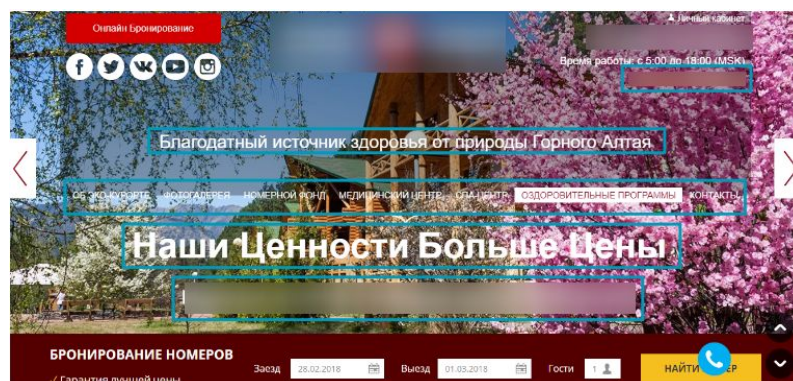 Онлайн Бронирование
Личный кабинет
Время работы: с 5:00 до 18:00 (MSK)
Благодатный источник здоровья от природы Горного Алтая
ОБ ЭКО-КУРОРТЕ ФОТОГАЛЕРЕЯ НОМЕРНОЙ ФОНД МЕДИЦИНСКИЙ ЦЕНТР СПА-ЦЕНТР ОЗДОРОВИТЕЛЬНЫЕ ПРОГРАММЫ КОНТАКТЫ
Наши Ценности Больше Цены
БРОНИРОВАНИЕ НОМЕРОВ
Заезд 28.02.2018 Выезд 01.03.2018 Гости 1 НАЙТИ
Гарантия лучшей цены